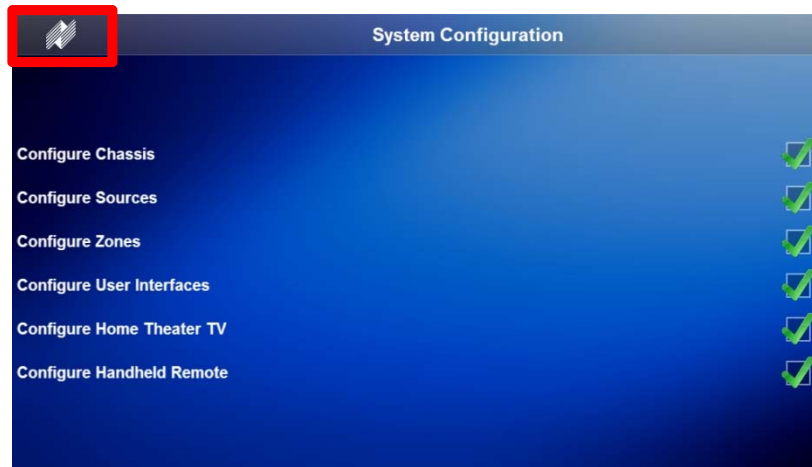 System Configuration
Configure Chassis
Configure Sources
Configure Zones
Configure User Interfaces
Configure Home Theater TV
Configure Handheld Remote